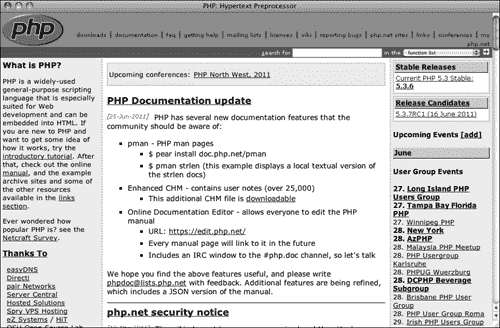 PHP: Hypertext Preprocessor
php
downloads | documentation | faq | getting help | mailing lists | licenses | wiki | reporting bugs | php.net sites | links | conferences | my php.net
search for in the function list
What is PHP?
PHP is a widely-used
general-purpose scripting
language that is especially
suited for Web
development and can be
embedded into HTML. If
you are new to PHP and
want to get some idea of
how it works, try the
introductory tutorial. After
that, check out the online
manual, and the example
archive sites and some of
the other resources
available in the links
section.
Ever wondered how
popular PHP is? see the
Netcraft Survey.
Thanks To
easyDNS
Directi
pair Networks
Server Central
Hosted Solutions
Spry VPS Hosting
eZ Systems / HIT
OSU Open Source Lab
Upcoming conferences: PHP North West, 2011
PHP Documentation update
[25-Jun-2011] PHP has several new documentation features that the
community should be aware of:
pman - PHP man pages
$ pear install doc.php.net/pman
$ pman strlen (this example displays a local textual version of
the strlen docs)
Enhanced CHM - contains user notes (over 25,000)
This additional CHM file is downloadable
Online Documentation Editor - allows everyone to edit the PHP
manual
URL: https://edit.php.net/
Every manual page will link to it in the future
Includes an IRC window to the #php.doc channel, so let's talk
We hope you find the above features useful, and please write
phpdoc@lists.php.net with feedback. Additional features are being refined,
which includes a JSON version of the manual.
php.net security notice
Stable Releases
Current PHP 5.3 Stable:
5.3.6
Release Candidates
5.3.7RC1 (16 June 2011)
Upcoming Events [add]
June
User Group Events
27. Long Island PHP
Users Group
27. Tampa Bay Florida
PHP
27. Winnipeg PHP
28. New York
28. AzPHP
28. Malaysia PHP Meetup
28. PHP Usergroup
Karlsruhe
28. PHPUG Wuerzburg
28. DCPHP Beverage
Subgroup
28. Brisbane PHP User
Group
29. PHP User Group Roma
29. Irish PHP Users Group